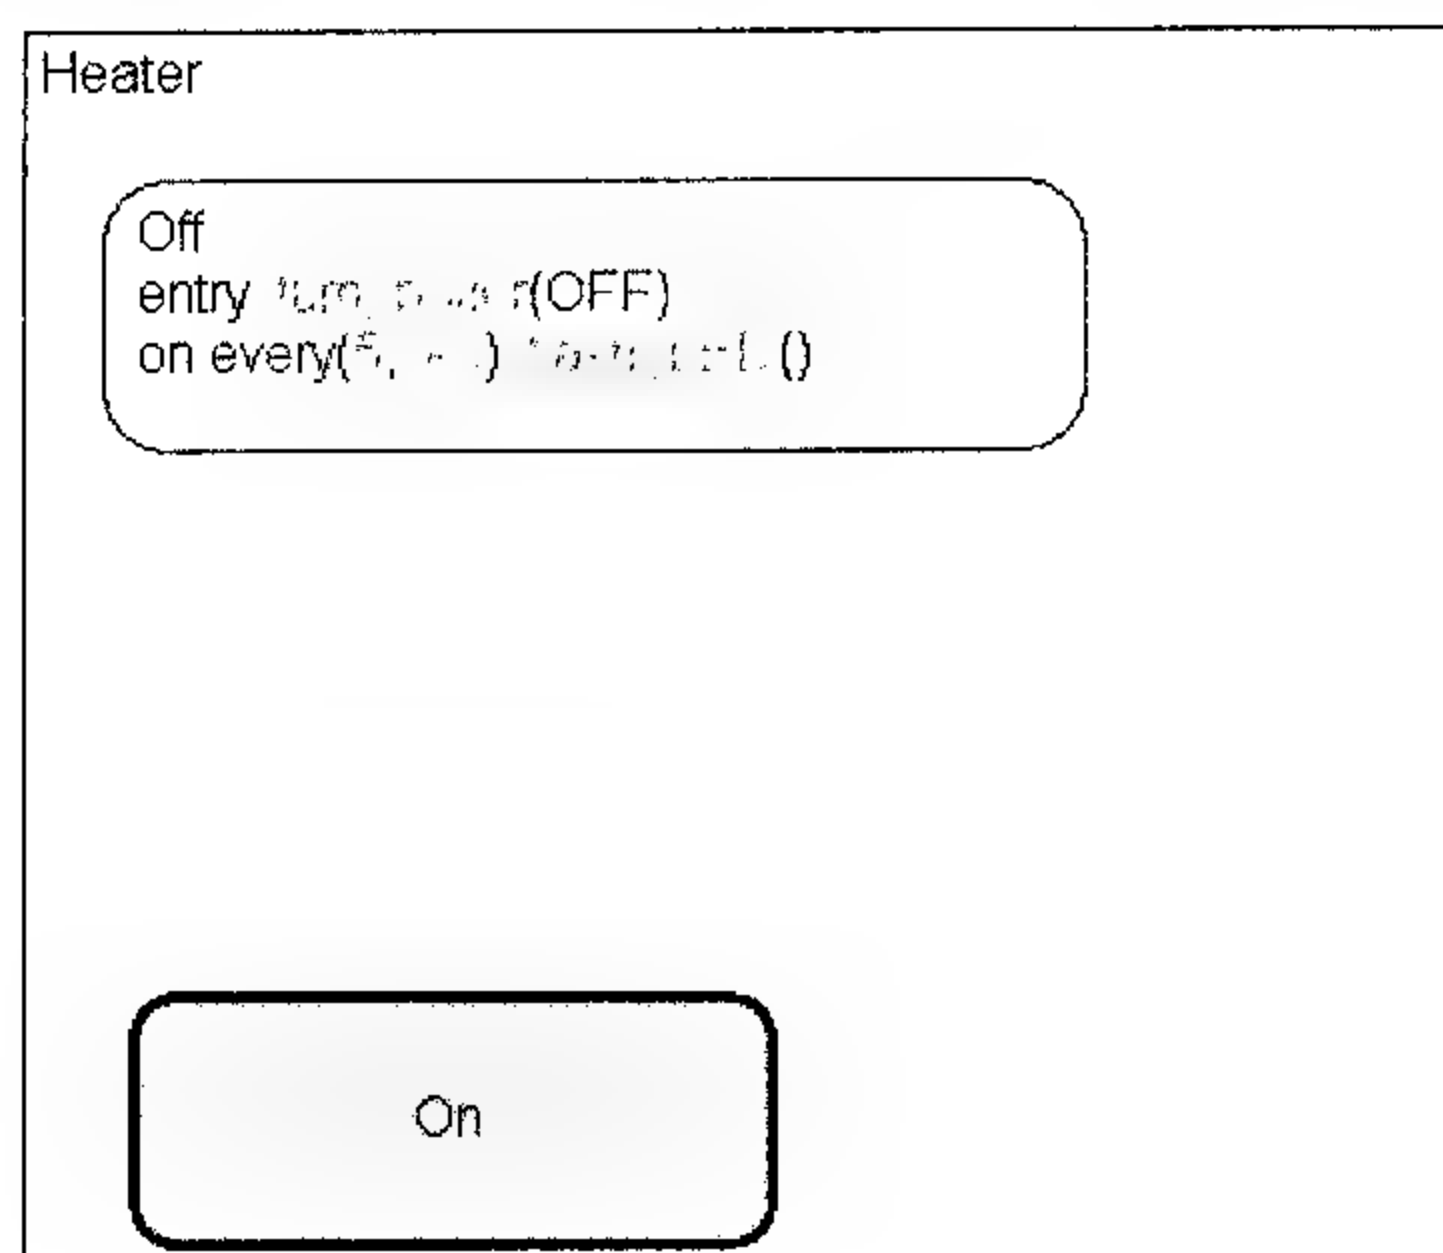 Heater
Off
entry (OFF)
on every( ) ()
On